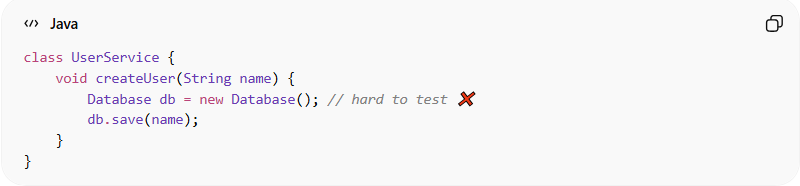 </> Java
class UserService {
    void createUser(String name) {
        Database db = new Database(); // hard to test ❌
        db.save(name);
    }
}